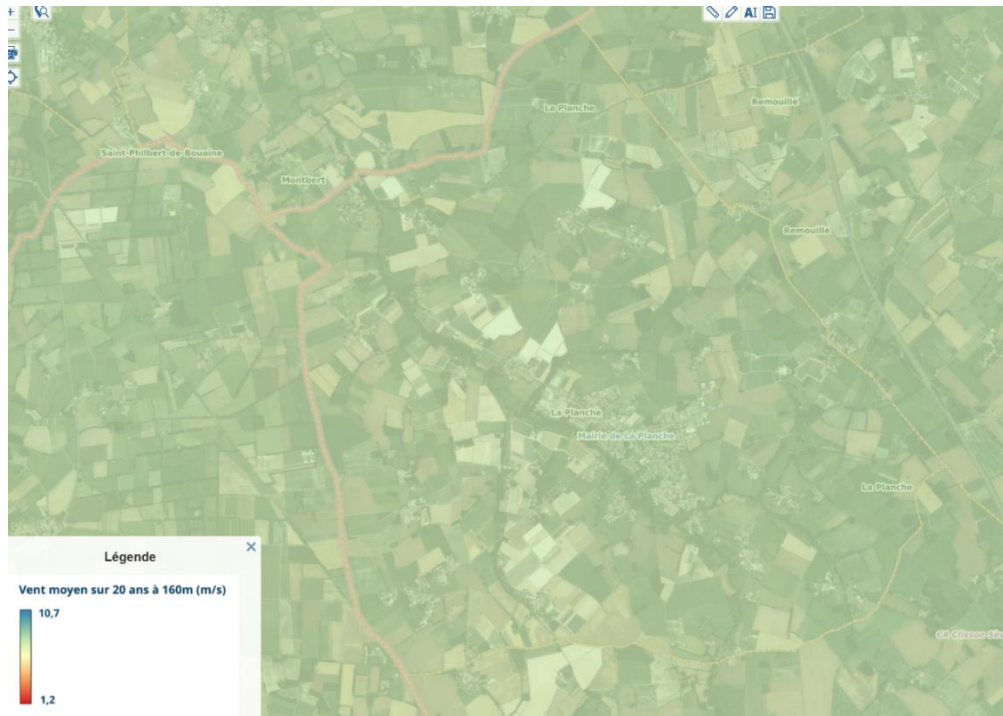 AI
La Planche
Remouille
Saint-Philbert-de-Bouaine
Montbert
Remouille
La Planche
Mairie de La Planche
La Planche
CA Clisson Sè
Légende
Vent moyen sur 20 ans à 160m (m/s)
10,7
1,2